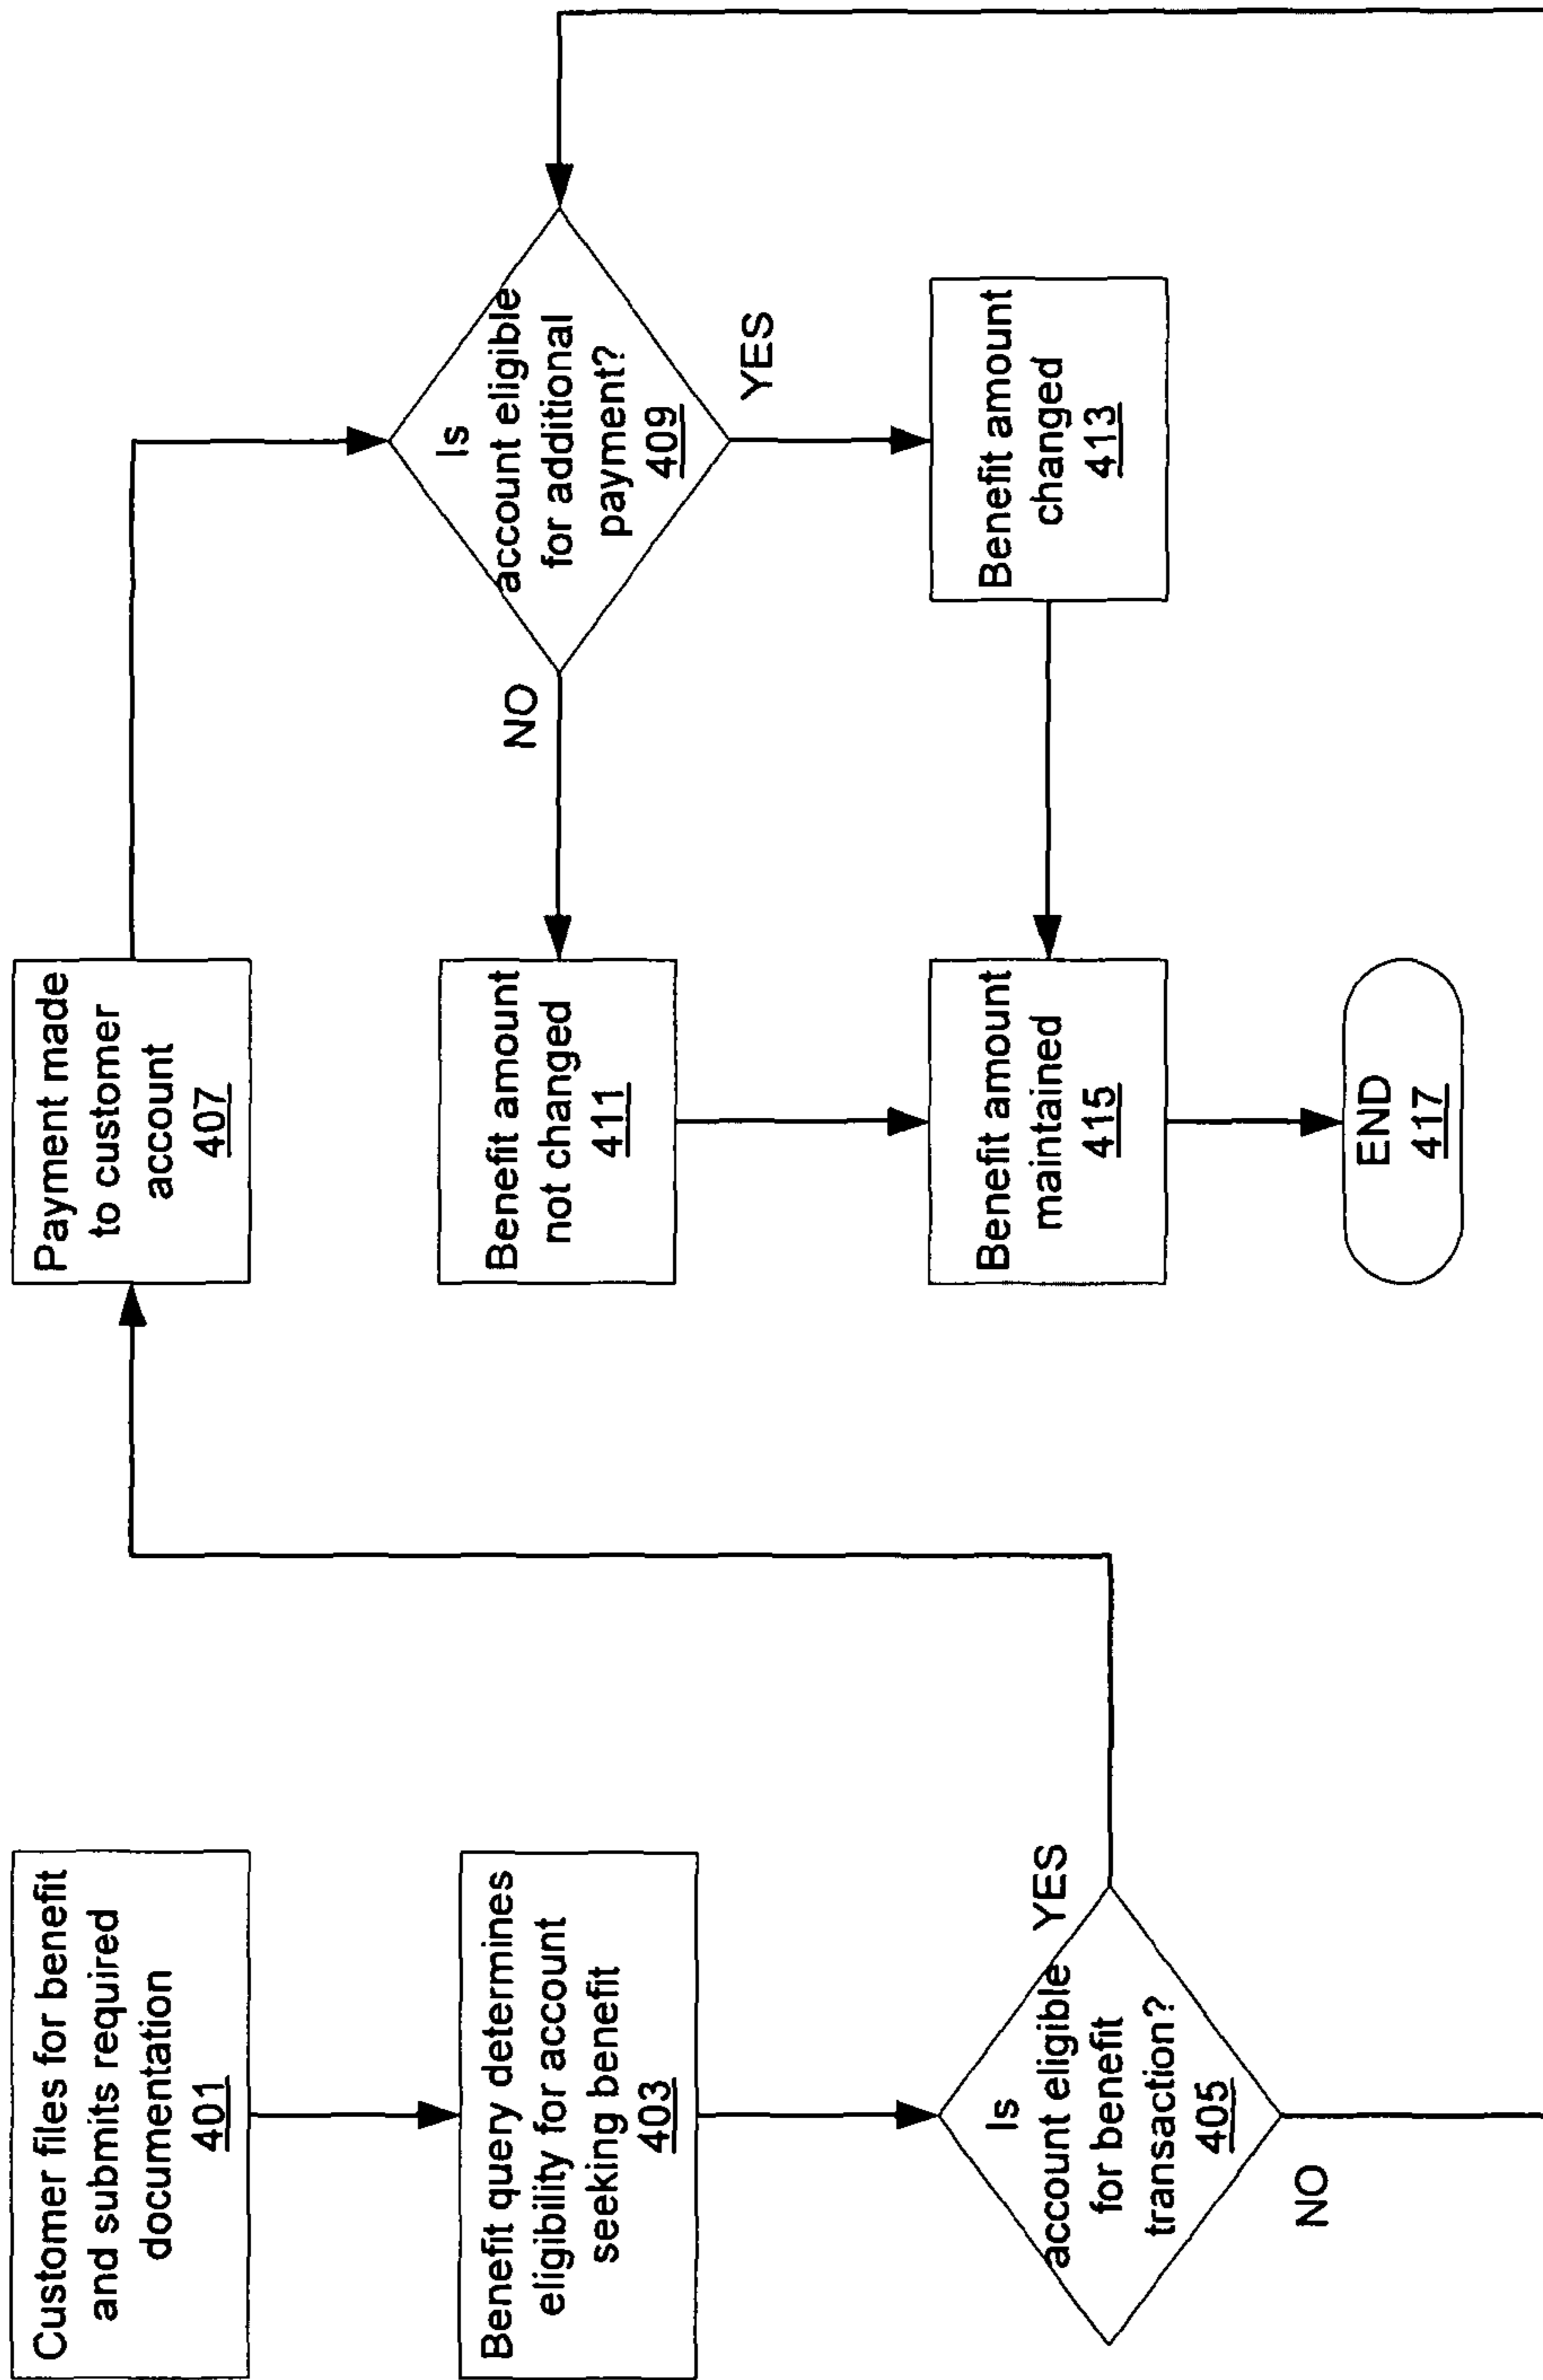 Customer files for benefit
and submits required
documentation
401
Benefit query determines
eligibility for account
seeking benefit
403
Is
account eligible
for benefit
transaction?
405
YES
NO
Payment made
to customer
account
407
Is
account eligible
for additional
payment?
409
NO
YES
Benefit amount
not changed
411
Benefit amount
changed
413
Benefit amount
maintained
415
END
417